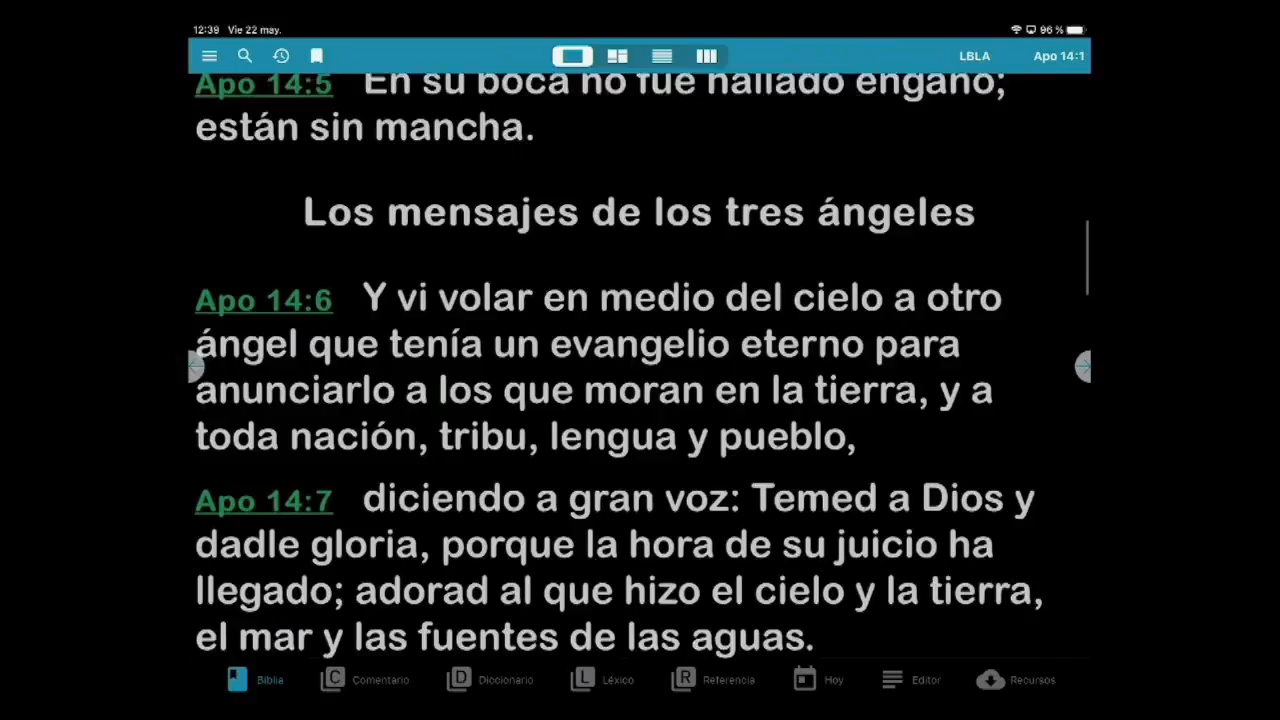 12:39 Vie 22 may. 96 %
LBLA Apo 14:1
Apo 14:5 En su boca no fue hallado engaño;
están sin mancha.
Los mensajes de los tres ángeles
Apo 14:6 Y vi volar en medio del cielo a otro
ángel que tenía un evangelio eterno para
anunciarlo a los que moran en la tierra, y a
toda nación, tribu, lengua y pueblo,
Apo 14:7 diciendo a gran voz: Temed a Dios y
dadle gloria, porque la hora de su juicio ha
llegado; adorad al que hizo el cielo y la tierra,
el mar y las fuentes de las aguas.
Biblia C Comentario D Diccionario L Léxico R Referencia Hoy Editor Recursos